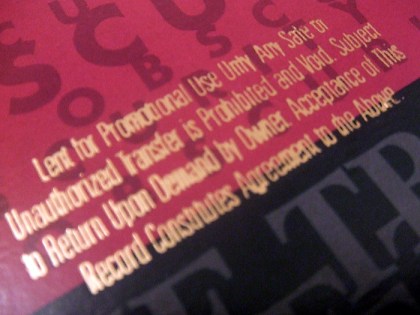 Lent for Promotional Use Only Any Sale or
Unauthorized Transfer is Prohibited and Void. Subject
to Return Upon Demand by Owner. Acceptance of This
Record Constitutes Agreement to the Above.